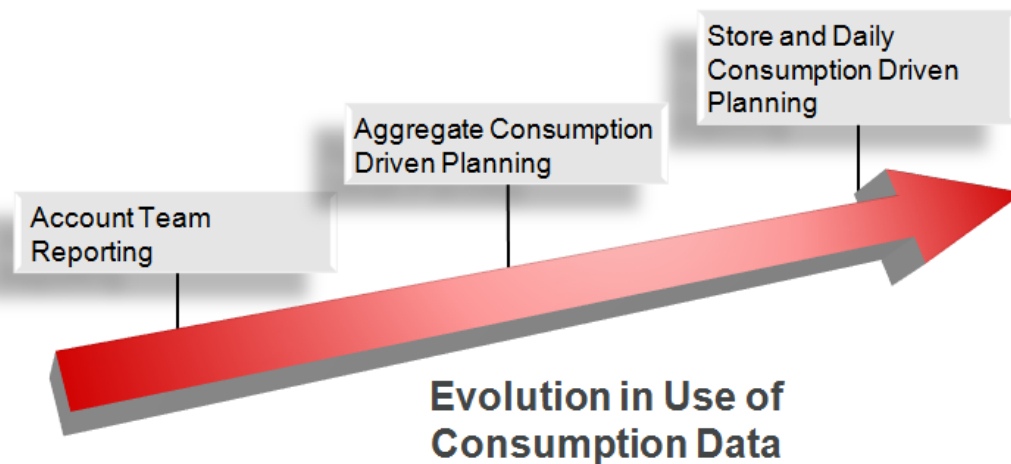 Store and Daily
Consumption Driven
Planning
Aggregate Consumption
Driven Planning
Account Team
Reporting
Evolution in Use of
Consumption Data